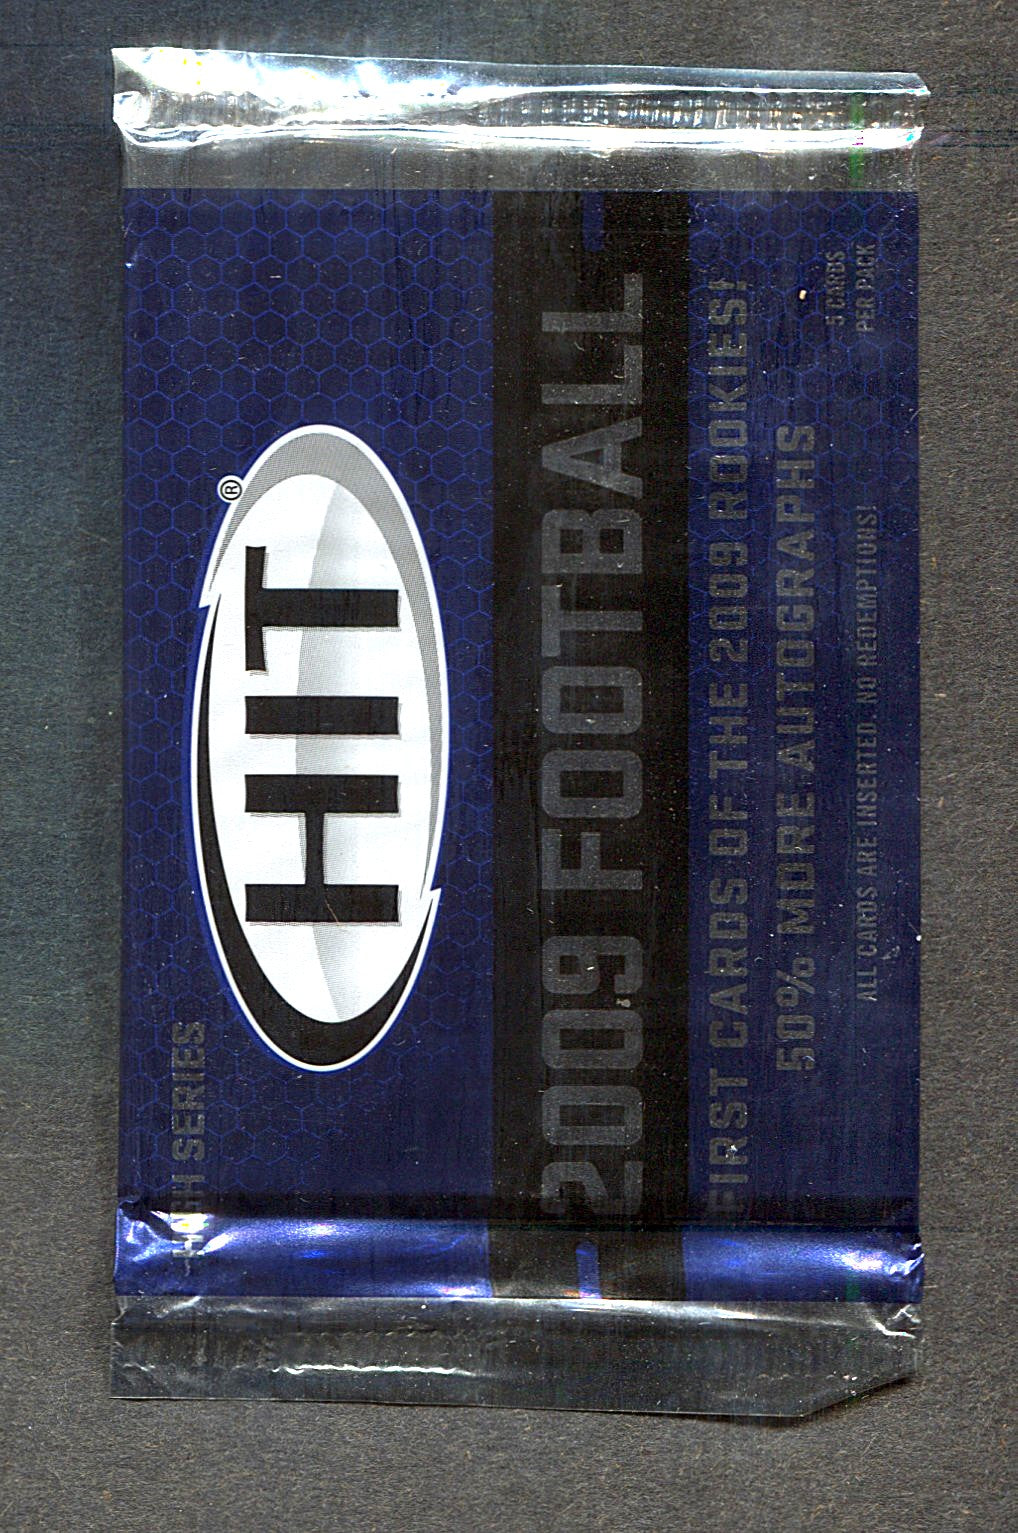 HIGH SERIES
HIT®
2009 FOOTBALL
FIRST CARDS OF THE 2009 ROOKIES!
50% MORE AUTOGRAPHS
5 CARDS
PER PACK
ALL CARDS ARE INSERTED. NO REDEMPTIONS!